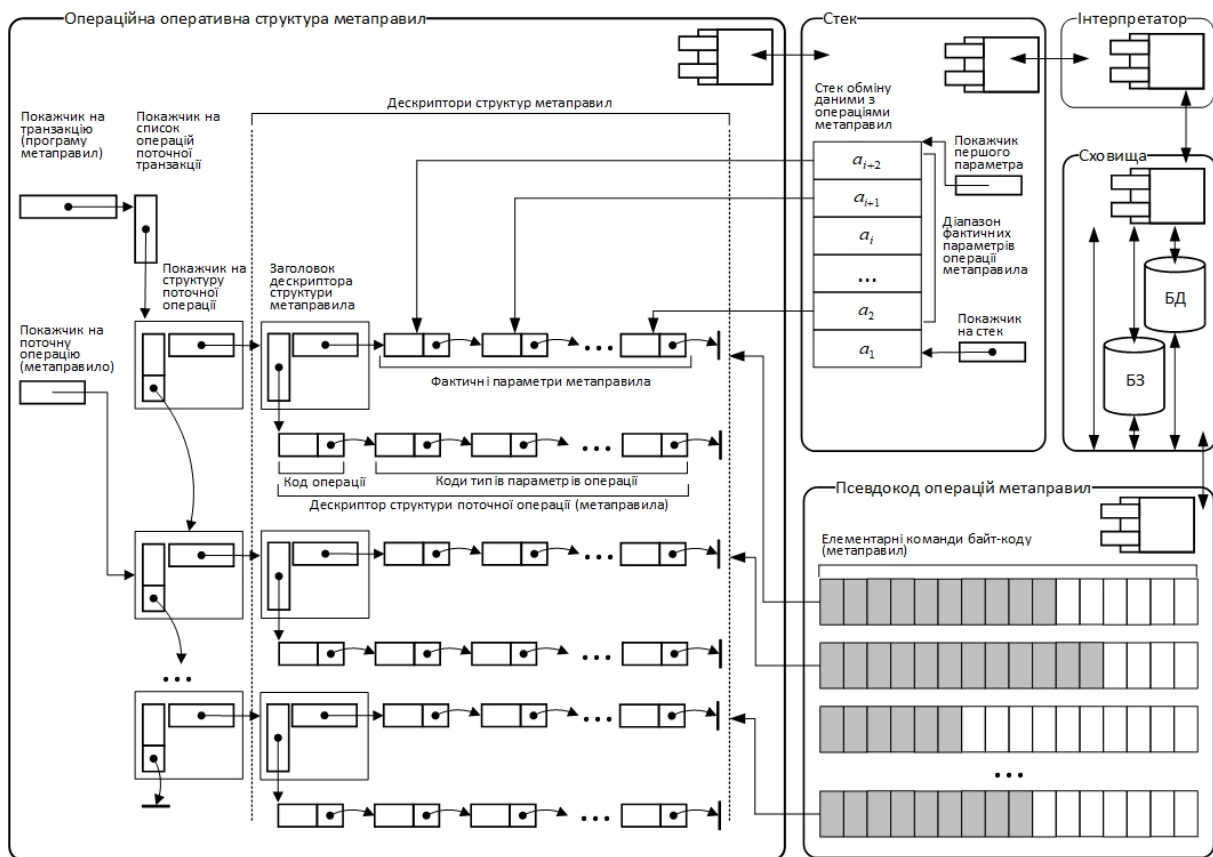 Операційна оперативна структура метаправил
Покажчик на
транзакцію
(програму
метаправил)
Покажчик на
список
операцій
поточної
транзакції
Дескриптори структур метаправил
Покажчик на
структуру
поточної
операції
Заголовок
дескриптора
структури
метаправила
Покажчик на
поточну
операцію
(метаправило)
Фактичні параметри метаправила
Код операції
Коди типів параметрів операції
Дескриптор структури поточної операції (метаправила)
...
Стек
Стек обміну
даними з
операціями
метаправил
a_{i+2}
a_{i+1}
a_i
...
a_2
a_1
Покажчик
першого
параметра
Діапазон
фактичних
параметрів
операції
метаправила
Покажчик
на стек
Інтерпретатор
Сховища
БД
БЗ
Псевдокод операцій метаправил
Елементарні команди байт-коду
(метаправил)
...